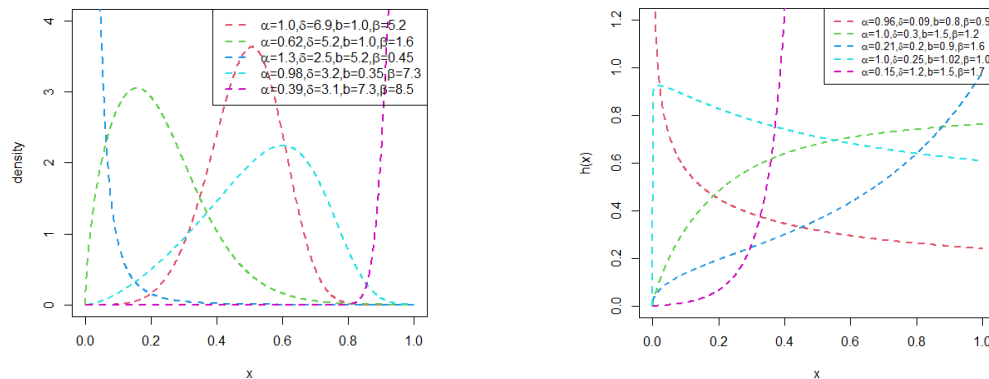 4
3
2
1
0
density
α=1.0,δ=6.9,b=1.0,β=5.2
α=0.62,δ=5.2,b=1.0,β=1.6
α=1.3,δ=2.5,b=5.2,β=0.45
α=0.98,δ=3.2,b=0.35,β=7.3
α=0.39,δ=3.1,b=7.3,β=8.5
0.0 0.2 0.4 0.6 0.8 1.0
x
1.2
1.0
0.8
0.6
0.4
0.2
0.0
h(x)
α=0.96,δ=0.09,b=0.8,β=0.9
α=1.0,δ=0.3,b=1.5,β=1.2
α=0.21,δ=0.2,b=0.9,β=1.6
α=1.0,δ=0.25,b=1.02,β=1.0
α=0.15,δ=1.2,b=1.5,β=1.7
0.0 0.2 0.4 0.6 0.8 1.0
x